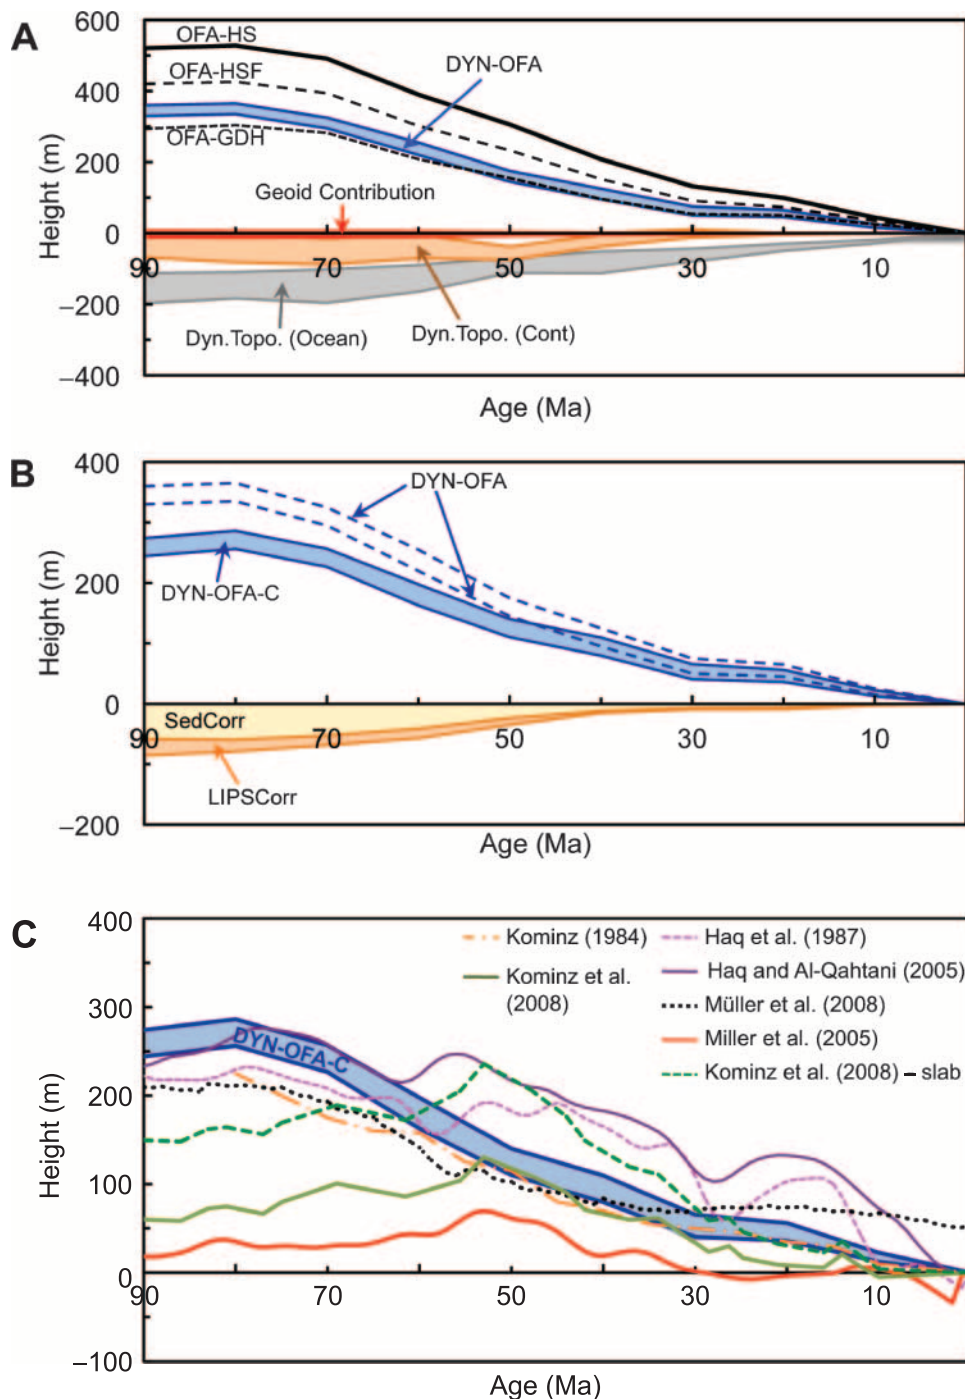 A
600
400
200
0
−200
−400
Height (m)
OFA-HS
DYN-OFA
OFA-HSF
OFA-GDH
Geoid Contribution
90
70
50
30
10
Dyn.Topo. (Ocean)
Dyn.Topo. (Cont)
Age (Ma)
B
400
200
0
−200
Height (m)
DYN-OFA
DYN-OFA-C
SedCorr
90
70
50
30
10
LIPSCorr
Age (Ma)
C
400
300
200
100
0
−100
Height (m)
Kominz (1984)
Kominz et al.
(2008)
Haq et al. (1987)
Haq and Al-Qahtani (2005)
Müller et al. (2008)
Miller et al. (2005)
Kominz et al. (2008) – slab
DYN-OFA-C
90
70
50
30
10
Age (Ma)